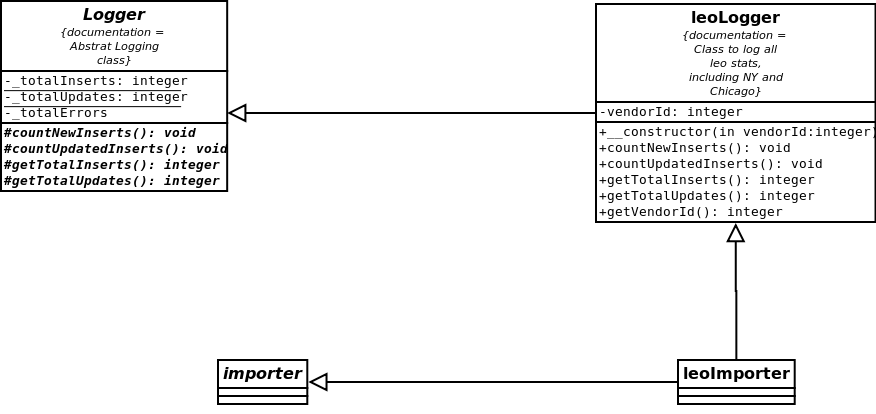 Logger
{documentation =
Abstrat Logging
class}
-_totalInserts: integer
-_totalUpdates: integer
-_totalErrors
#countNewInserts(): void
#countUpdatedInserts(): void
#getTotalInserts(): integer
#getTotalUpdates(): integer
leoLogger
{documentation =
Class to log all
leo stats,
including NY and
Chicago}
-vendorId: integer
+__constructor(in vendorId:integer)
+countNewInserts(): void
+countUpdatedInserts(): void
+getTotalInserts(): integer
+getTotalUpdates(): integer
+getVendorId(): integer
importer
leoImporter